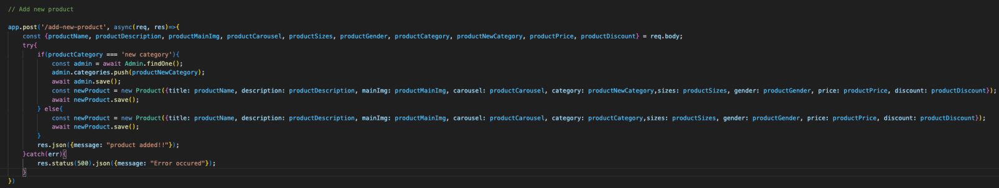 // Add new product
app.post('/add-new-product', async(req, res)=>{
const {productName, productDescription, productMainImg, productCarousel, productSizes, productGender, productCategory, productNewCategory, productPrice, productDiscount} = req.body;
try{
if(productCategory === 'new category'){
const admin = await Admin.findOne();
admin.categories.push(productNewCategory);
await admin.save();
const newProduct = new Product({title: productName, description: productDescription, mainImg: productMainImg, carousel: productCarousel, category: productNewCategory,sizes: productSizes, gender: productGender, price: productPrice, discount: productDiscount});
await newProduct.save();
} else{
const newProduct = new Product({title: productName, description: productDescription, mainImg: productMainImg, carousel: productCarousel, category: productCategory,sizes: productSizes, gender: productGender, price: productPrice, discount: productDiscount});
await newProduct.save();
}
res.json({message: "product added!!"});
}catch(err){
res.status(500).json({message: "Error occured"});
}
})